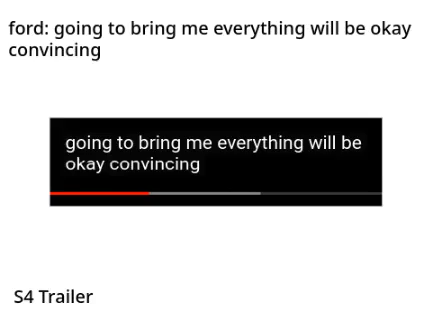 ford: going to bring me everything will be okay
convincing
going to bring me everything will be
okay convincing
S4 Trailer